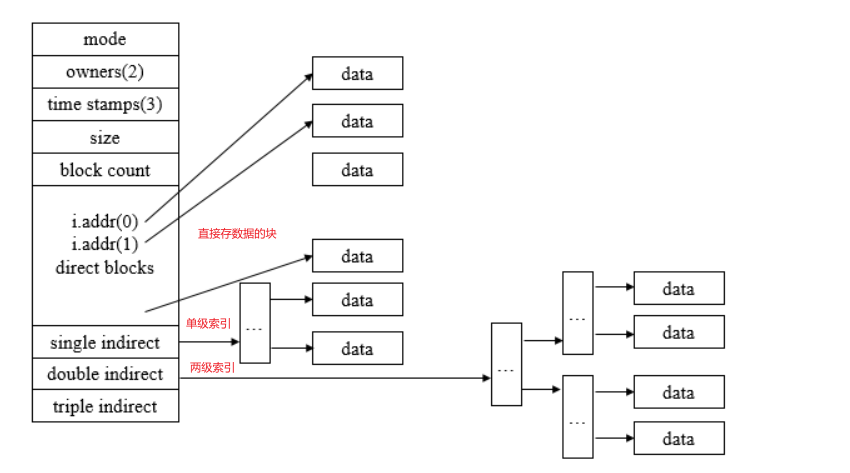 mode
owners(2)
time stamps(3)
size
block count
i.addr(0)
i.addr(1)
direct blocks
single indirect
double indirect
triple indirect
data
data
data
直接存数据的块
data
单级索引
...
data
data
两级索引
...
...
data
data
...
data
data